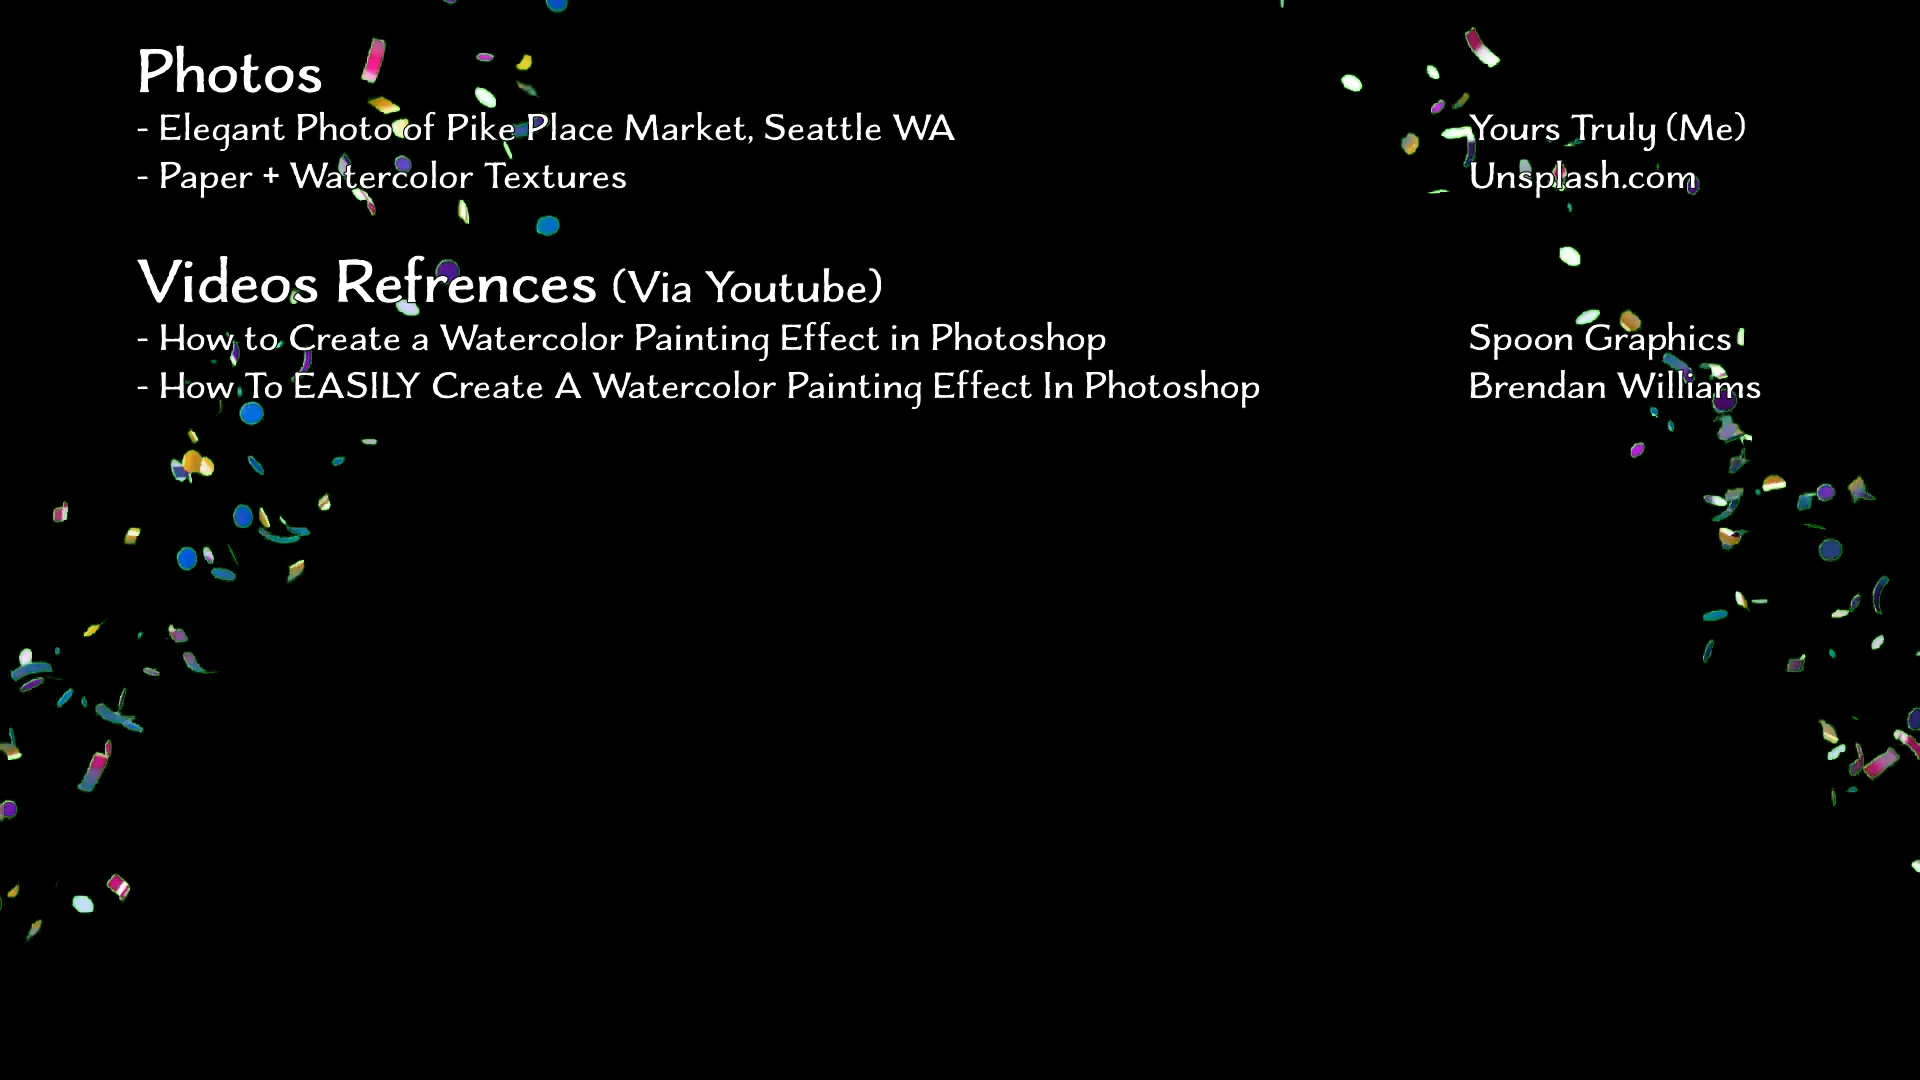 Photos
- Elegant Photo of Pike Place Market, Seattle WA Yours Truly (Me)
- Paper + Watercolor Textures Unsplash.com
Videos Refrences (Via Youtube)
- How to Create a Watercolor Painting Effect in Photoshop Spoon Graphics
- How To EASILY Create A Watercolor Painting Effect In Photoshop Brendan Williams